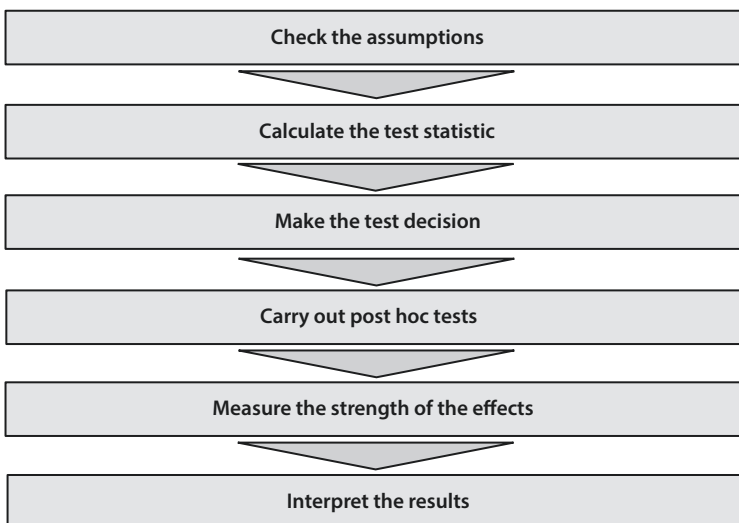 Check the assumptions
Calculate the test statistic
Make the test decision
Carry out post hoc tests
Measure the strength of the effects
Interpret the results